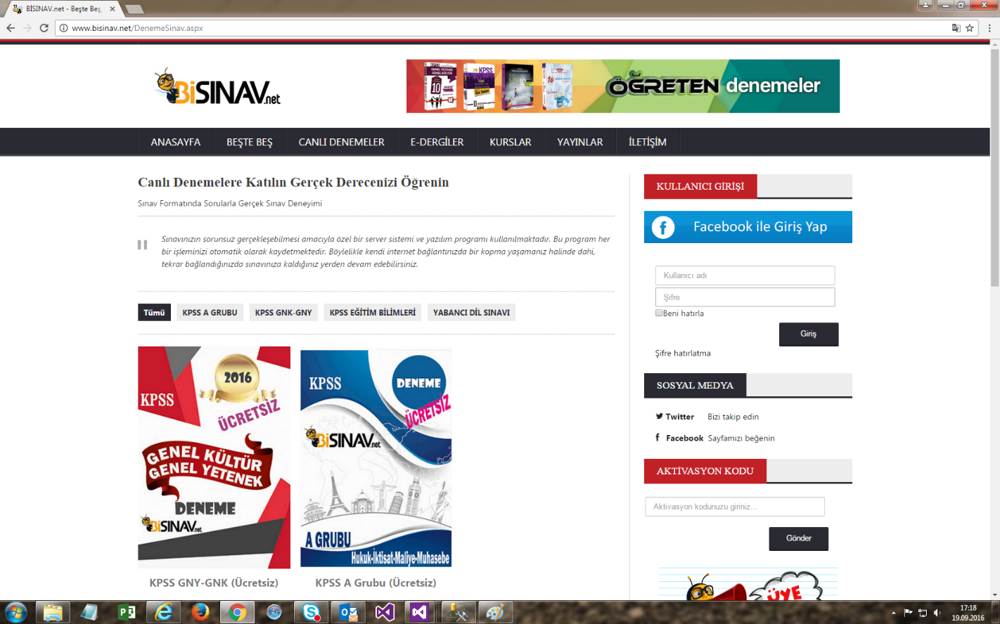 BİSINAV.net - Beşte Beş,
www.bisinav.net/DenemeSinav.aspx
BiSINAV.net
KPSS
GENEL YETENEK
GENEL KÜLTÜR
10
KPSS
ÖĞRETEN denemeler
ANASAYFA
BEŞTE BEŞ
CANLI DENEMELER
E-DERGİLER
KURSLAR
YAYINLAR
İLETİŞİM
Canlı Denemelere Katılın Gerçek Derecenizi Öğrenin
Sınav Formatında Sorularla Gerçek Sınav Deneyimi
Sınavınızın sorunsuz gerçekleşebilmesi amacıyla özel bir server sistemi ve yazılım programı kullanılmaktadır. Bu program her
bir işleminizi otomatik olarak kaydetmektedir. Böylelikle kendi internet bağlantınızda bir kopma yaşamanız halinde dahi,
tekrar bağlandığınızda sınavınıza kaldığınız yerden devam edebilirsiniz.
Tümü
KPSS A GRUBU
KPSS GNK-GNY
KPSS EĞİTİM BİLİMLERİ
YABANCI DİL SINAVI
2016
KPSS
ÜCRETSİZ
GENEL KÜLTÜR
GENEL YETENEK
DENEME
BiSINAV.net
KPSS GNY-GNK (Ücretsiz)
KPSS
DENEME
ÜCRETSİZ
BiSINAV.net
A GRUBU
Hukuk-İktisat-Maliye-Muhasebe
KPSS A Grubu (Ücretsiz)
KULLANICI GİRİŞİ
Facebook ile Giriş Yap
Kullanıcı adı
Şifre
Beni hatırla
Giriş
Şifre hatırlatma
SOSYAL MEDYA
Twitter Bizi takip edin
Facebook Sayfamızı beğenin
AKTİVASYON KODU
Aktivasyon kodunuzu giriniz...
Gönder
ÜYE
17:18
19.09.2016